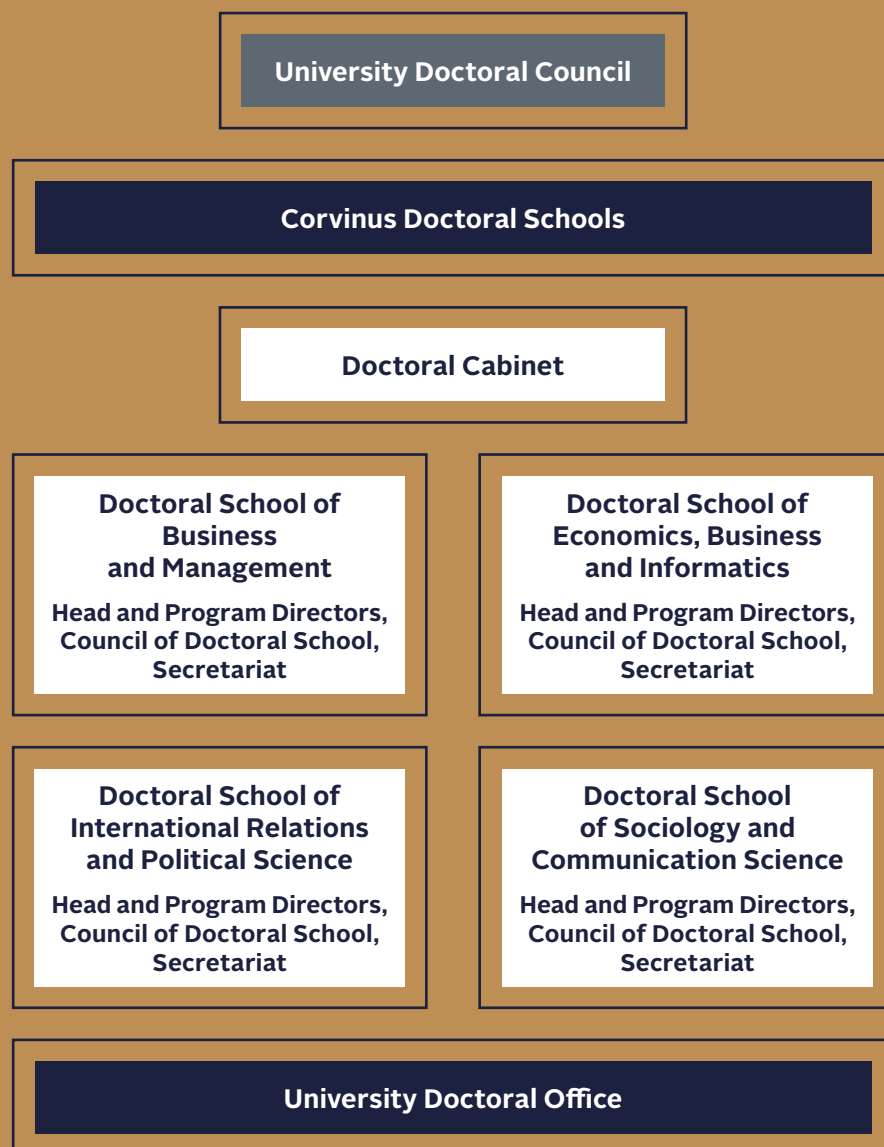 University Doctoral Council
Corvinus Doctoral Schools
Doctoral Cabinet
Doctoral School of
Business
and Management
Head and Program Directors,
Council of Doctoral School,
Secretariat
Doctoral School of
Economics, Business
and Informatics
Head and Program Directors,
Council of Doctoral School,
Secretariat
Doctoral School of
International Relations
and Political Science
Head and Program Directors,
Council of Doctoral School,
Secretariat
Doctoral School
of Sociology and
Communication Science
Head and Program Directors,
Council of Doctoral School,
Secretariat
University Doctoral Office